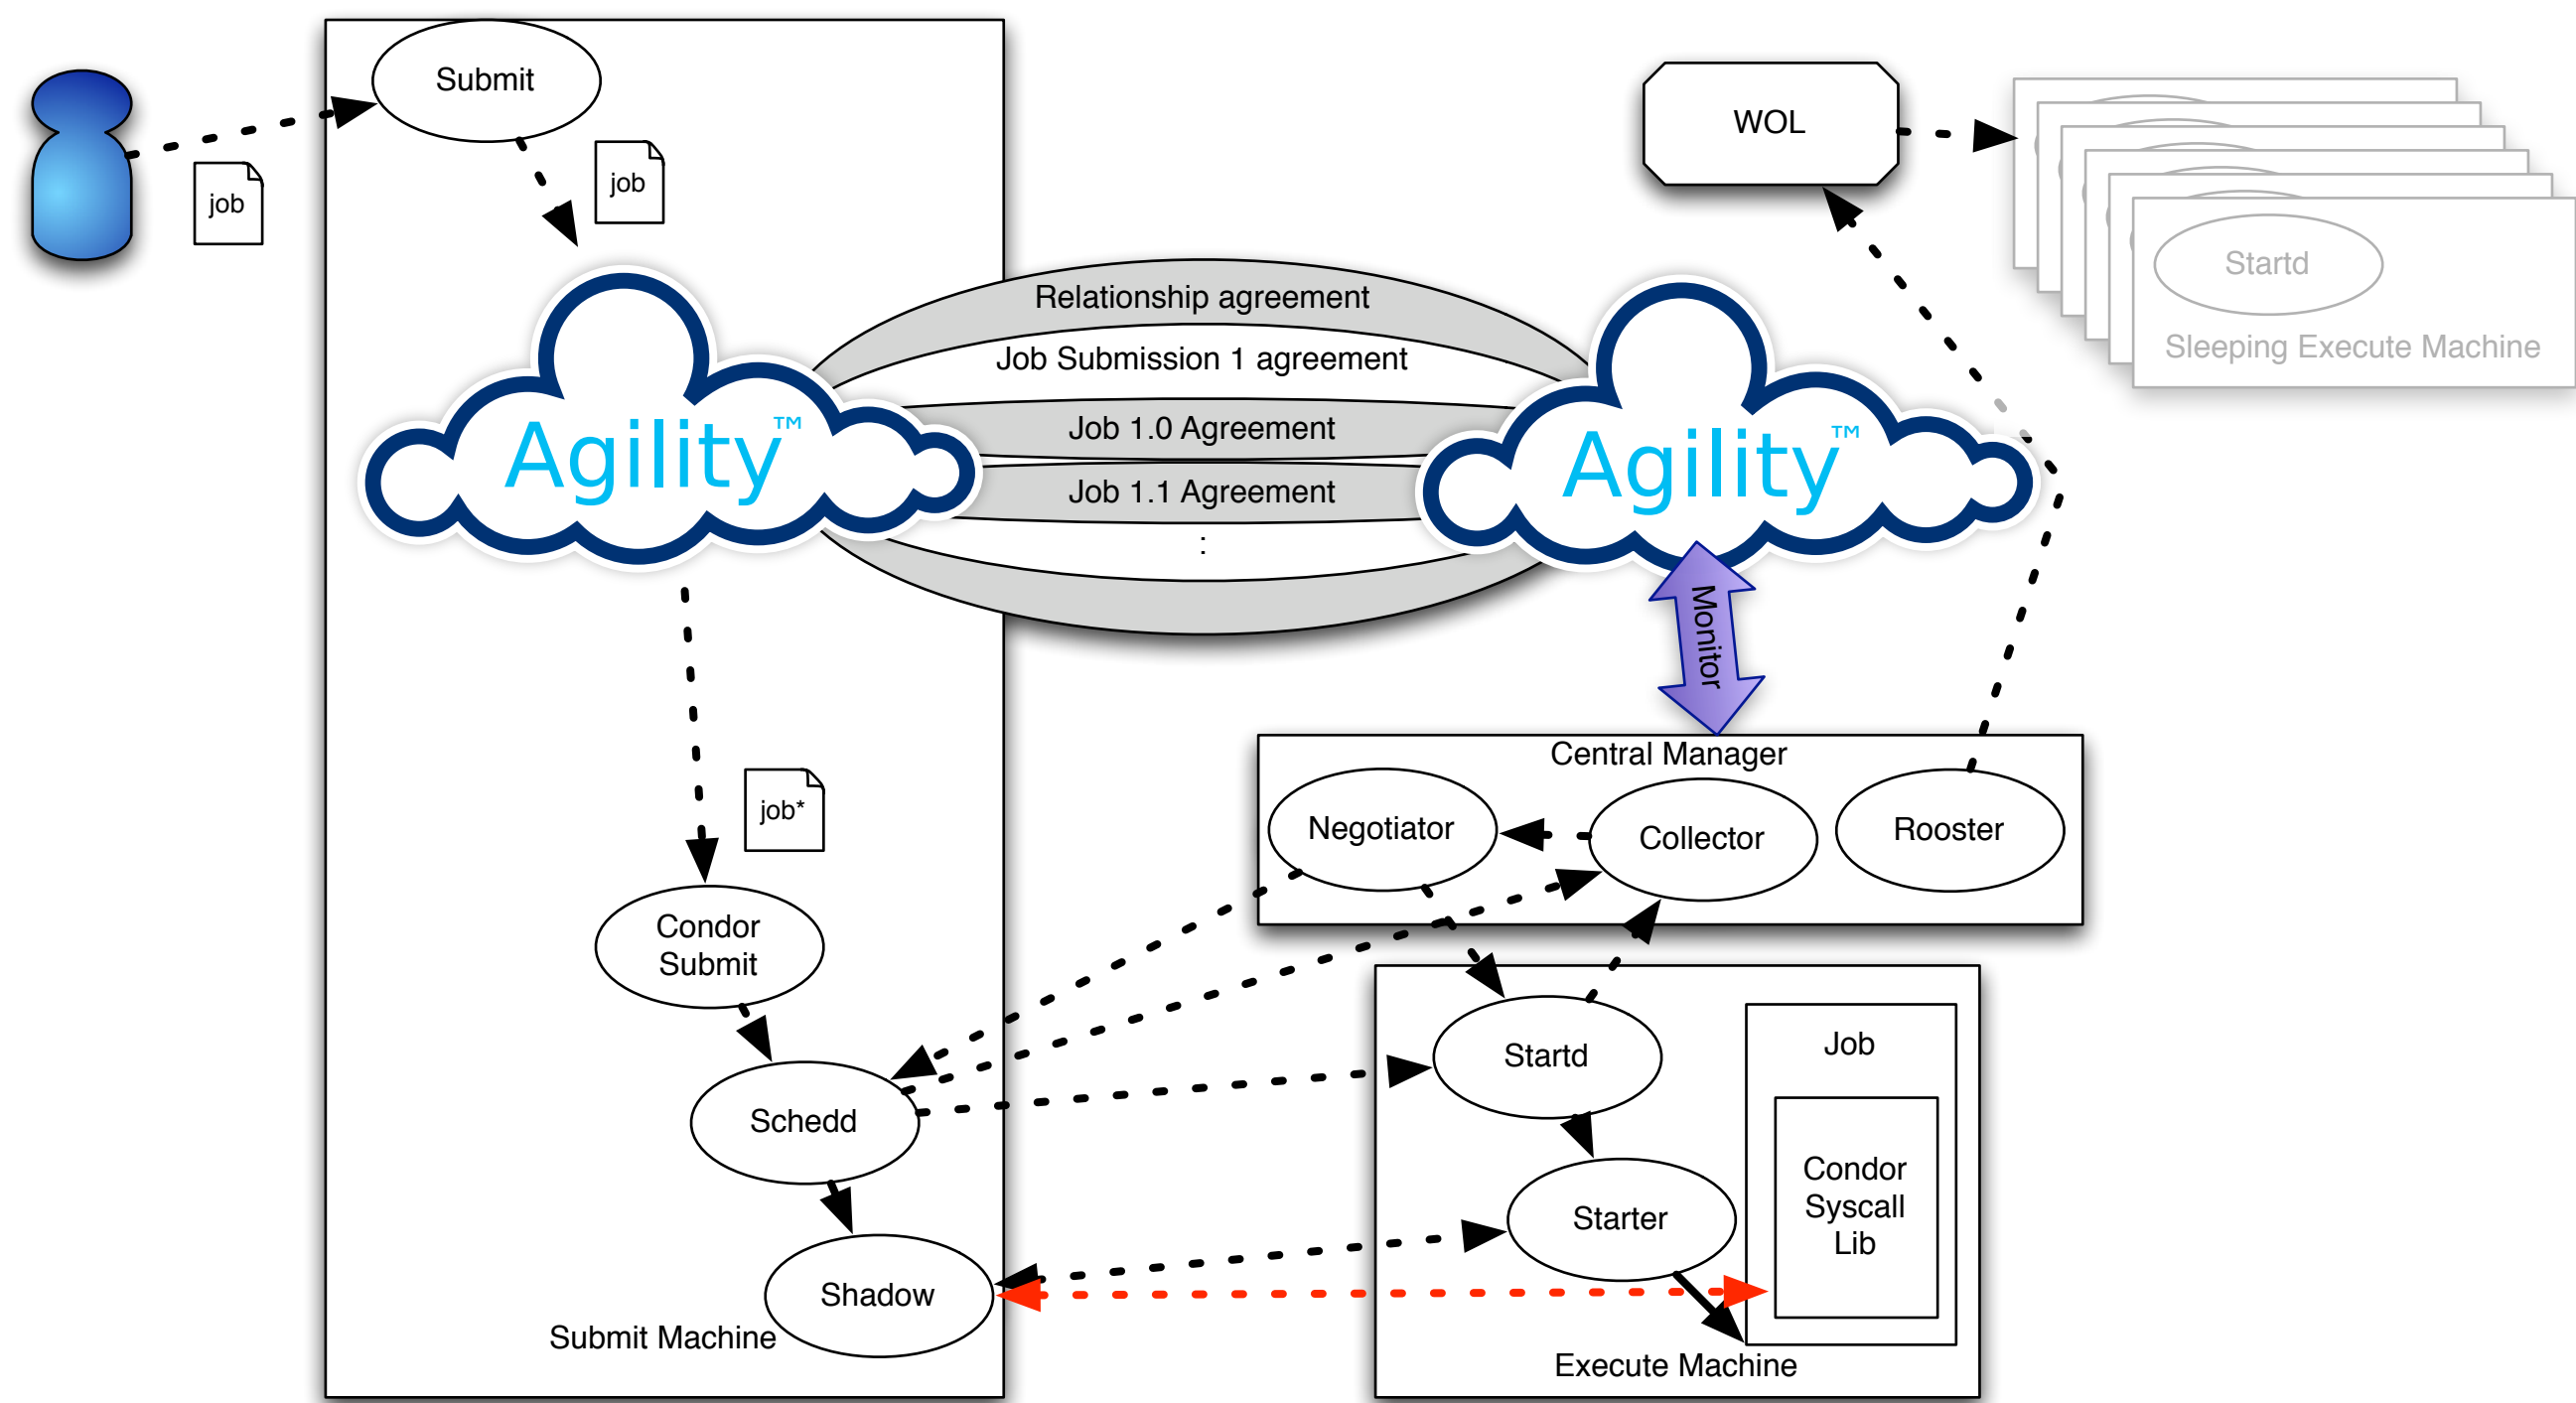 Submit
job
job
WOL
Startd
Sleeping Execute Machine
Relationship agreement
Job Submission 1 agreement
Job 1.0 Agreement
Job 1.1 Agreement
:
Agility™
Agility™
Monitor
job*
Central Manager
Negotiator
Collector
Rooster
Condor
Submit
Schedd
Shadow
Submit Machine
Startd
Starter
Job
Condor
Syscall
Lib
Execute Machine